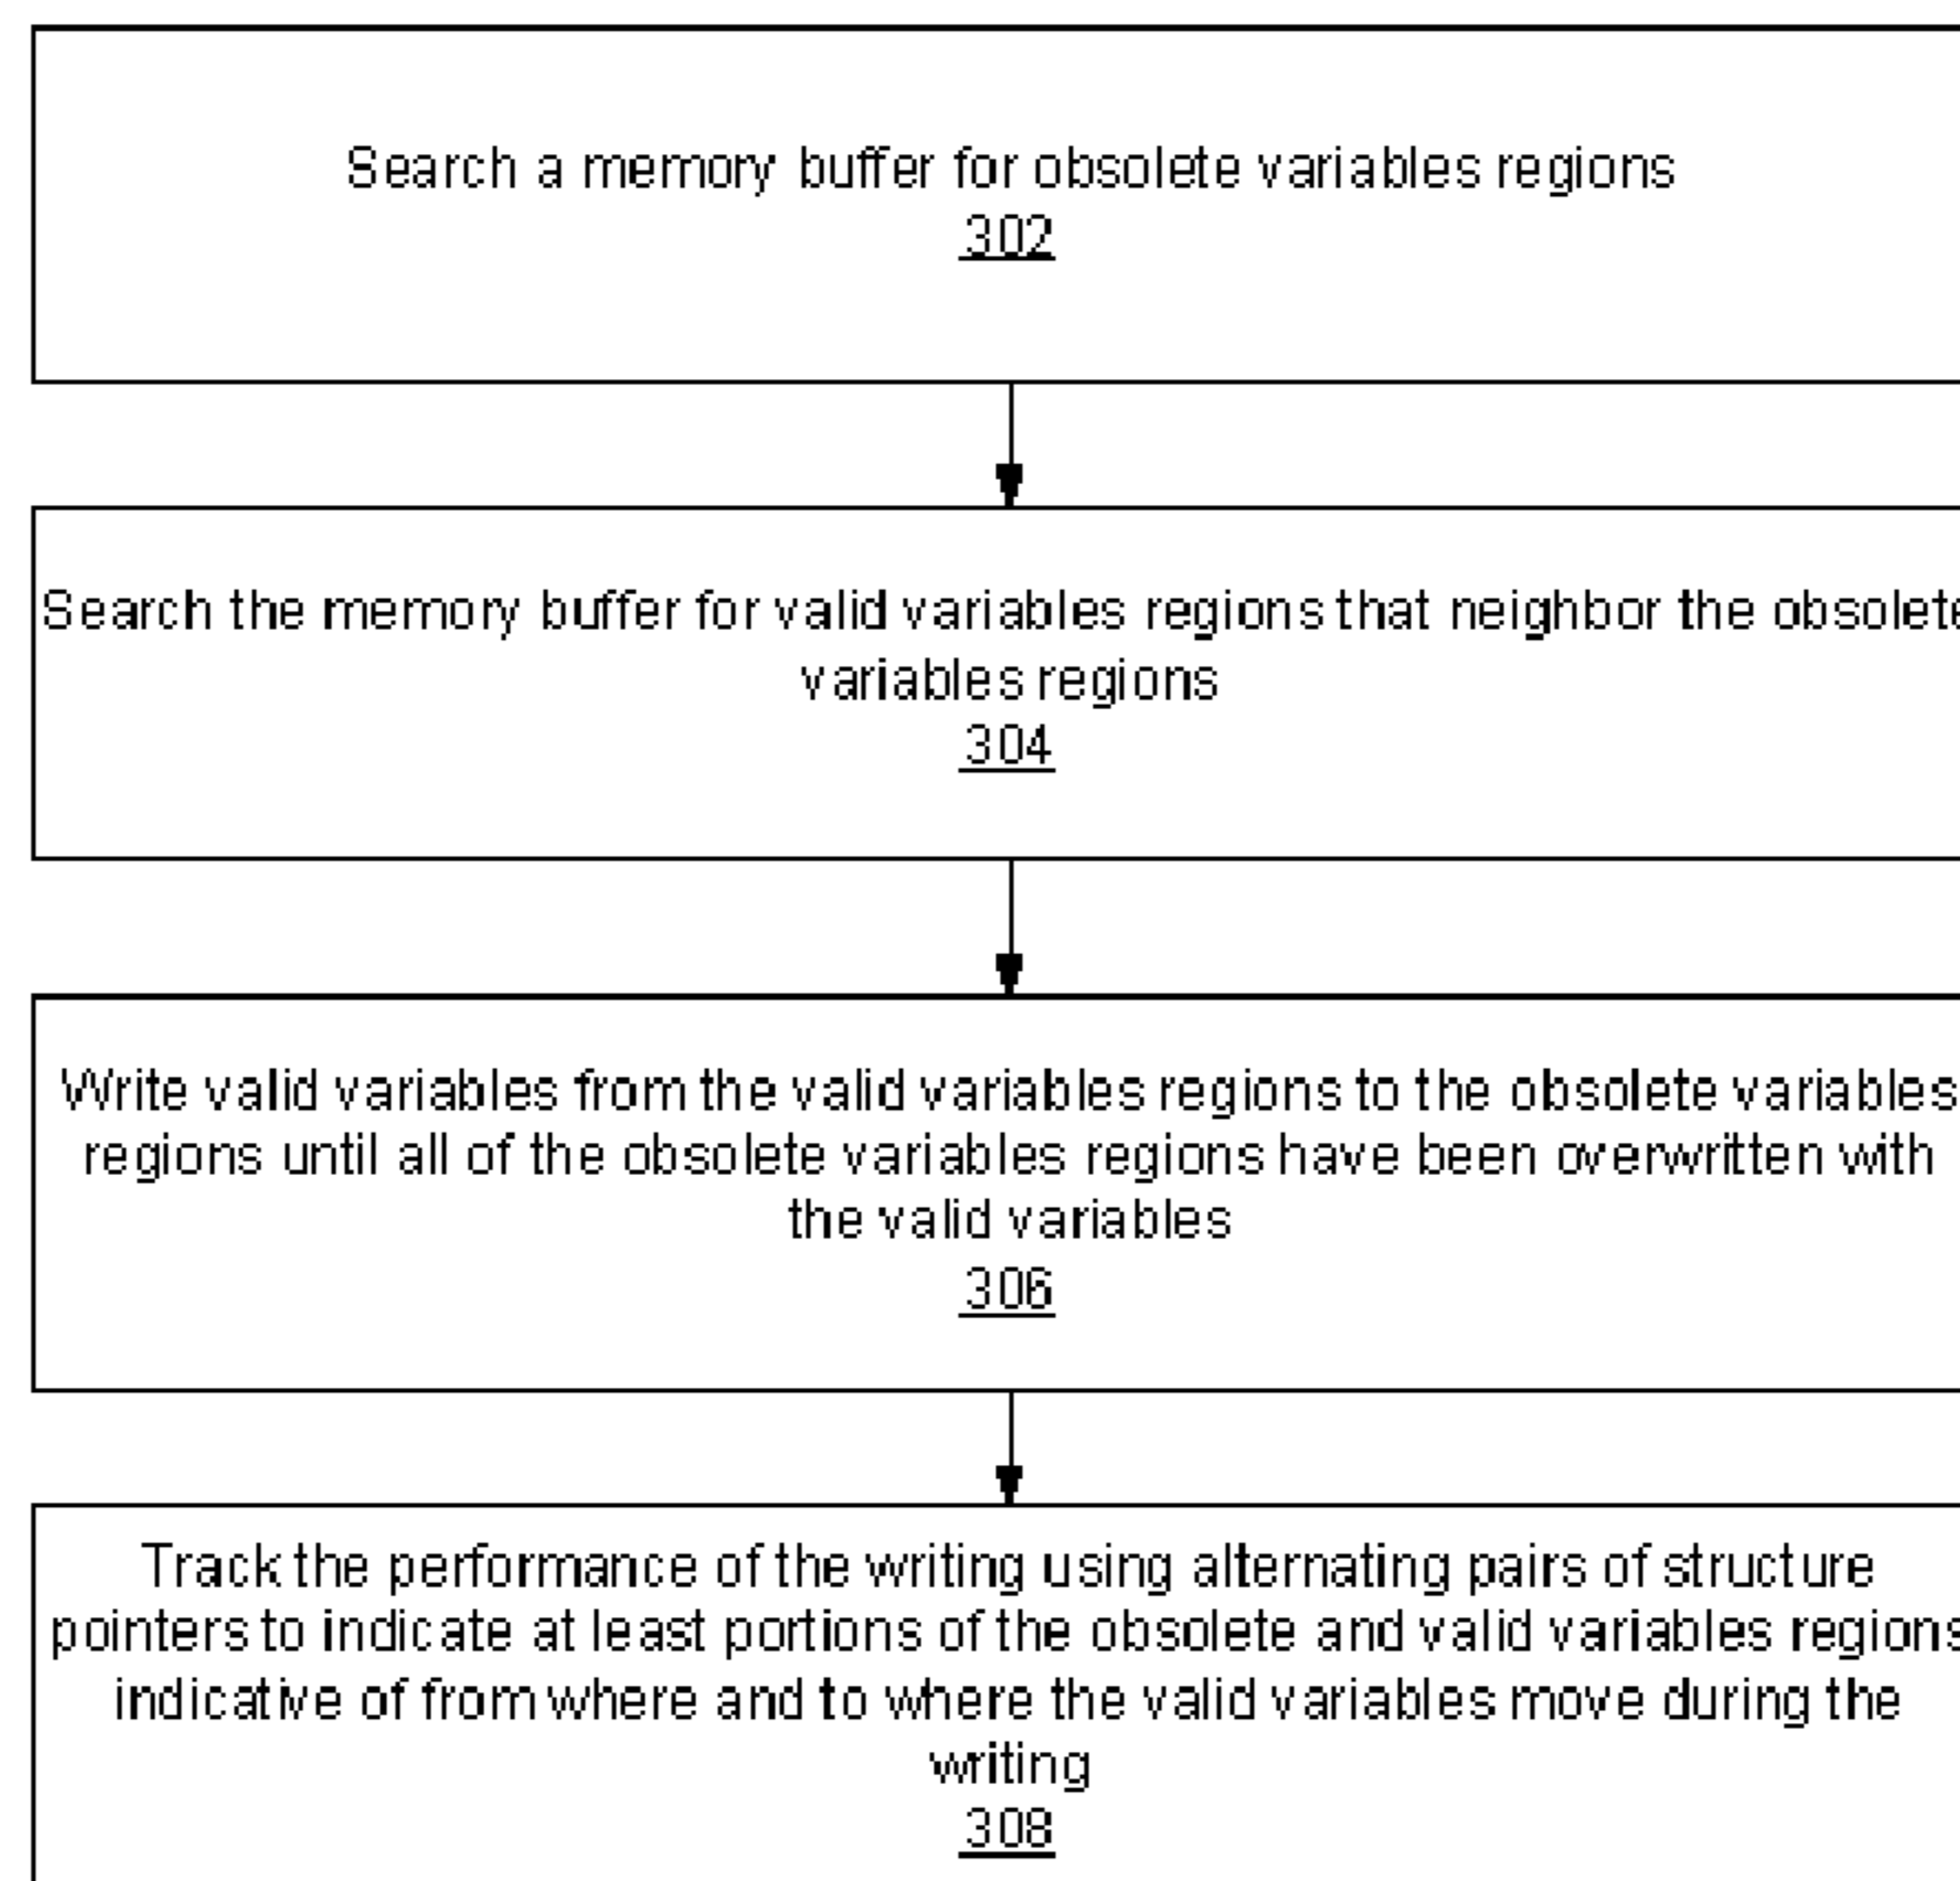 Search a memory buffer for obsolete variables regions
302
Search the memory buffer for valid variables regions that neighbor the obsolete
variables regions
304
Write valid variables from the valid variables regions to the obsolete variables
regions until all of the obsolete variables regions have been overwritten with
the valid variables
306
Track the performance of the writing using alternating pairs of structure
pointers to indicate at least portions of the obsolete and valid variables regions
indicative of from where and to where the valid variables move during the
writing
308